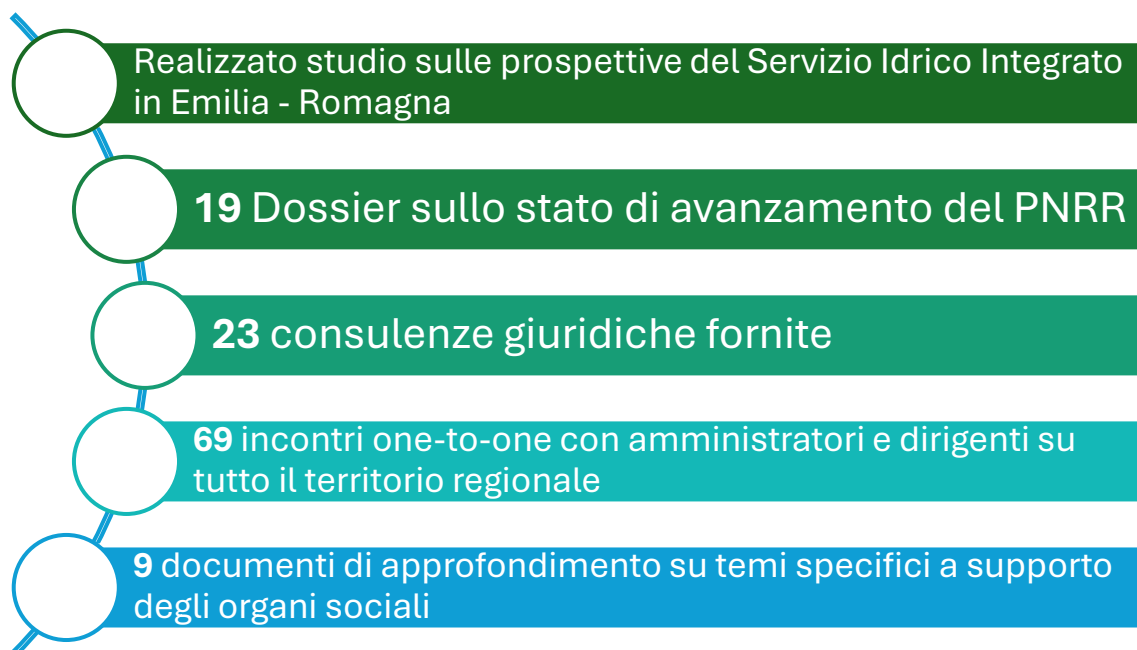 Realizzato studio sulle prospettive del Servizio Idrico Integrato
in Emilia - Romagna
19 Dossier sullo stato di avanzamento del PNRR
23 consulenze giuridiche fornite
69 incontri one-to-one con amministratori e dirigenti su
tutto il territorio regionale
9 documenti di approfondimento su temi specifici a supporto
degli organi sociali